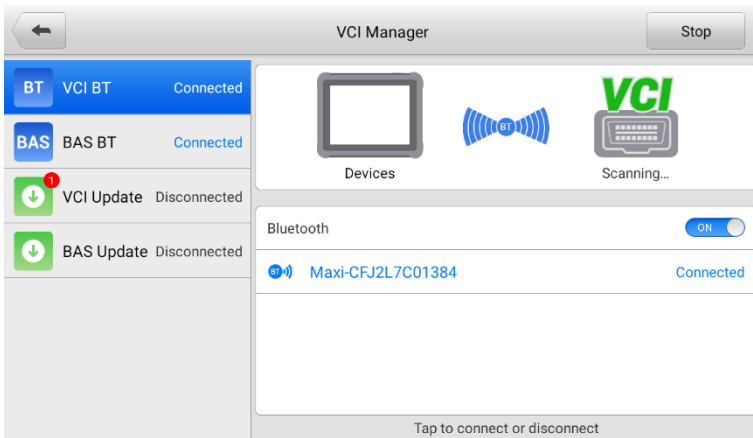 VCI Manager
Stop
BT VCI BT Connected
BAS BAS BT Connected
1
VCI Update Disconnected
BAS Update Disconnected
BT
VCI
Devices
Scanning...
Bluetooth ON
BT Maxi-CFJ2L7C01384 Connected
Tap to connect or disconnect